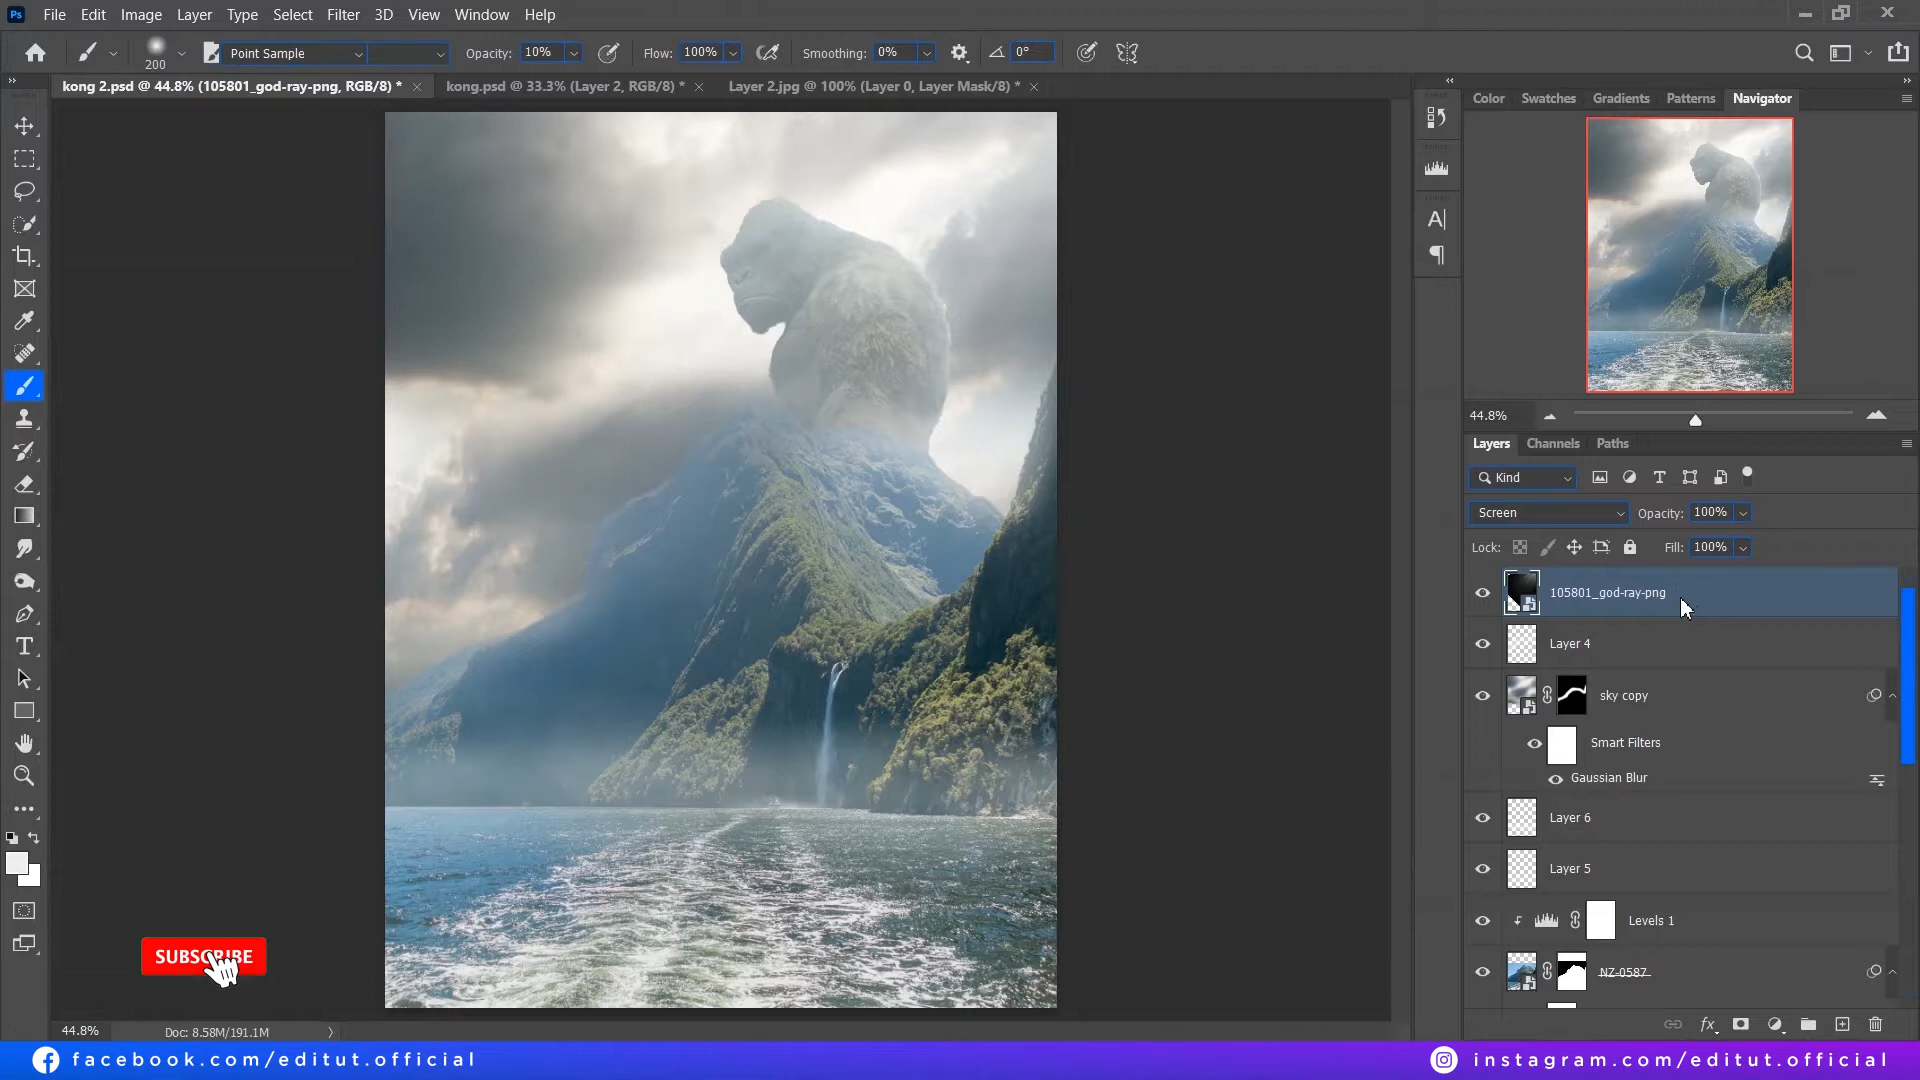 Ps File Edit Image Layer Type Select Filter 3D View Window Help
200 Point Sample Opacity: 10% Flow: 100% Smoothing: 0% 0°
kong 2.psd @ 44.8% (105801_god-ray-png, RGB/8) * kong.psd @ 33.3% (Layer 2, RGB/8) * Layer 2.jpg @ 100% (Layer 0, Layer Mask/8) *
Color Swatches Gradients Patterns Navigator
44.8%
Layers Channels Paths
Kind
Screen Opacity: 100%
Lock: Fill: 100%
105801_god-ray-png
Layer 4
sky copy
Smart Filters
Gaussian Blur
Layer 6
Layer 5
Levels 1
NZ-0587
SUBSCRIBE
44.8% Doc: 8.58M/191.1M
facebook.com/editut.official
instagram.com/editut.official